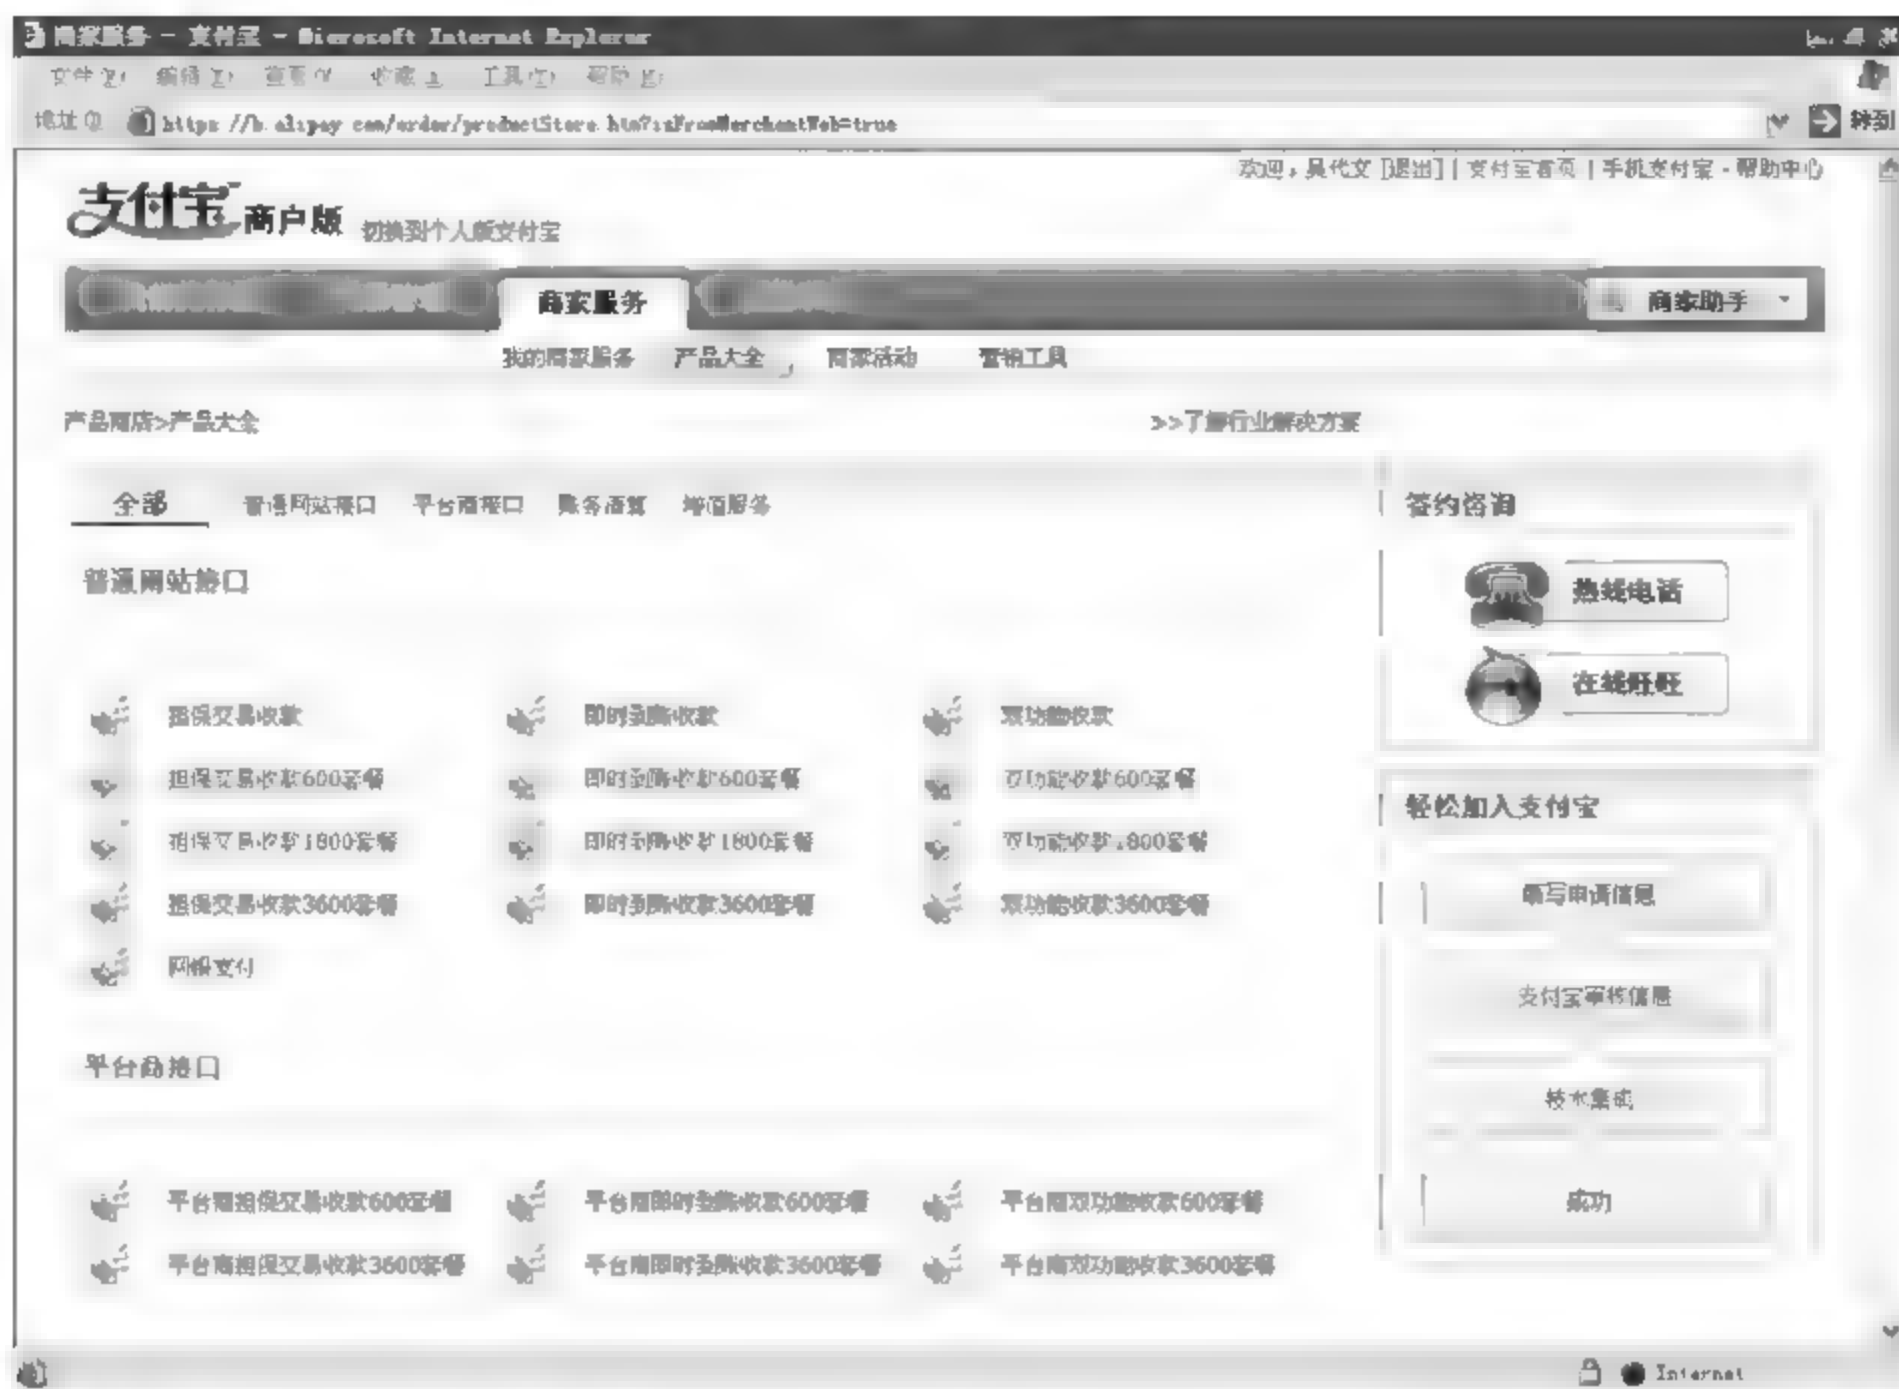 商家服务 - 支付宝 - Microsoft Internet Explorer
文件(F) 编辑(E) 查看(V) 收藏(A) 工具(T) 帮助(H)
地址(D) https://b.alipay.com/order/productStore.htm?isFromMerchantWeb=true 转到
欢迎，吴代文 [退出] | 支付宝首页 | 手机支付宝 - 帮助中心
支付宝 商户版 切换到个人版支付宝
商家服务 商家助手
我的商家服务 产品大全 商家活动 营销工具
产品商店>产品大全 >>了解行业解决方案
全部 普通网站接口 平台商接口 账务清算 增值服务
签约咨询
普通网站接口
热线电话
在线旺旺
担保交易收款 即时到账收款 双功能收款
担保交易收款600套餐 即时到账收款600套餐 双功能收款600套餐
轻松加入支付宝
担保交易收款1800套餐 即时到账收款1800套餐 双功能收款1800套餐
填写申请信息
担保交易收款3600套餐 即时到账收款3600套餐 双功能收款3600套餐
网银支付
支付宝审核信息
平台商接口
技术集成
平台商担保交易收款600套餐 平台商即时到账收款600套餐 平台商双功能收款600套餐
成功
平台商担保交易收款3600套餐 平台商即时到账收款3600套餐 平台商双功能收款3600套餐
Internet